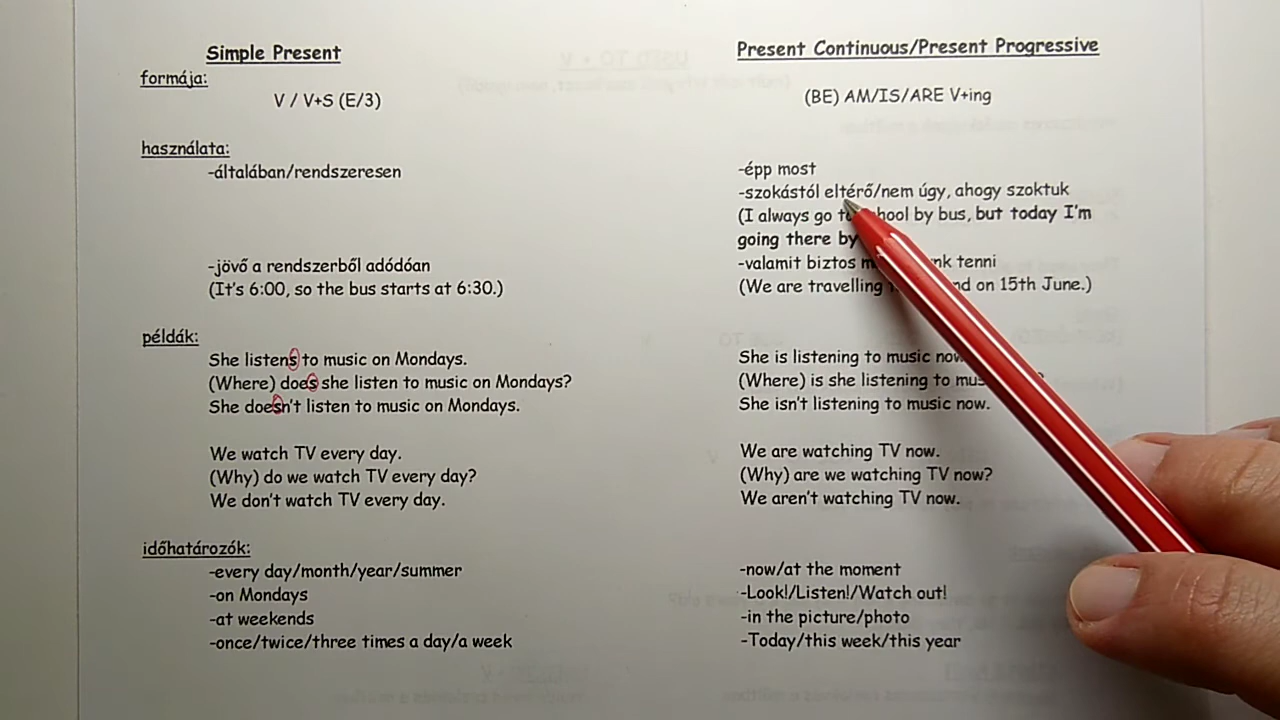 Simple Present
formája:
V / V+S (E/3)
használata:
-általában/rendszeresen
-jövő a rendszerből adódóan
(It's 6:00, so the bus starts at 6:30.)
példák:
She listens to music on Mondays.
(Where) does she listen to music on Mondays?
She doesn't listen to music on Mondays.
We watch TV every day.
(Why) do we watch TV every day?
We don't watch TV every day.
időhatározók:
-every day/month/year/summer
-on Mondays
-at weekends
-once/twice/three times a day/a week
Present Continuous/Present Progressive
(BE) AM/IS/ARE V+ing
-épp most
-szokástól eltérő/nem úgy, ahogy szoktuk
(I always go to school by bus, but today I'm
going there by
-valamit biztos tenni
(We are travelling on 15th June.)
She is listening to music now.
(Where) is she listening to
She isn't listening to music now.
We are watching TV now.
(Why) are we watching TV now?
We aren't watching TV now.
-now/at the moment
-Look!/Listen!/Watch out!
-in the picture/photo
-Today/this week/this year